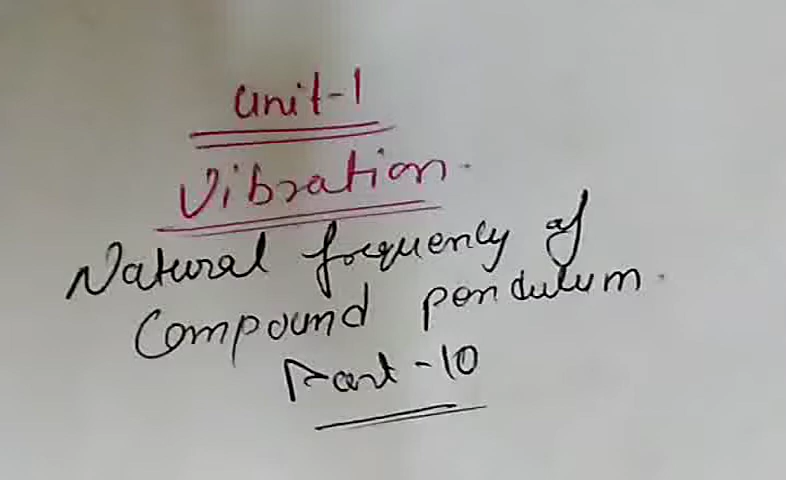 Unit-1
Vibration.
Natural frequency of
Compound pendulum.
Part-10